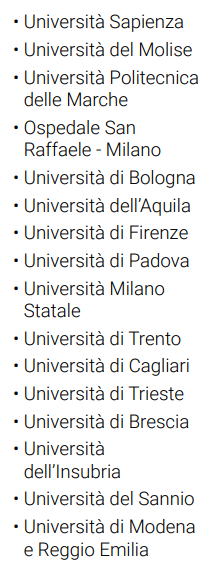 • Università Sapienza
• Università del Molise
• Università Politecnica
delle Marche
• Ospedale San
Raffaele - Milano
• Università di Bologna
• Università dell’Aquila
• Università di Firenze
• Università di Padova
• Università Milano
Statale
• Università di Trento
• Università di Cagliari
• Università di Trieste
• Università di Brescia
• Università
dell’Insubria
• Università del Sannio
• Università di Modena
e Reggio Emilia